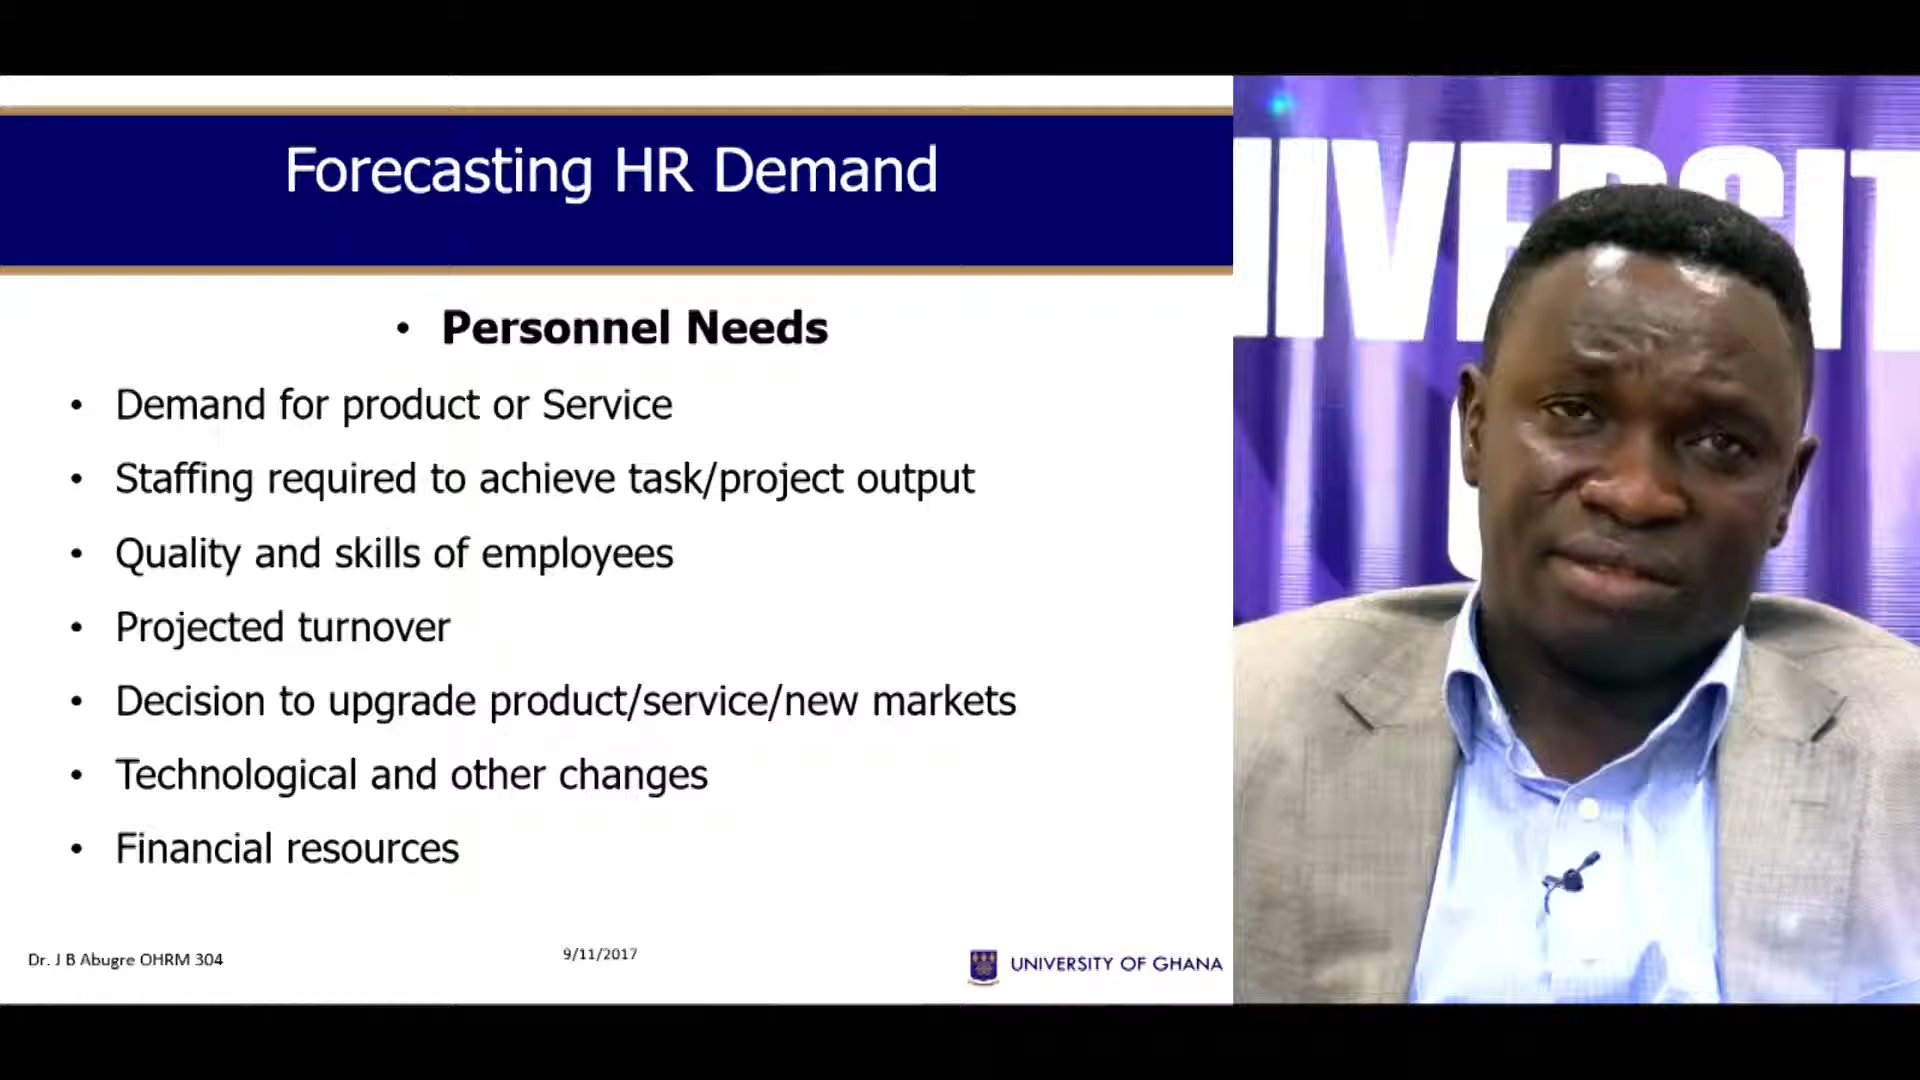 Forecasting HR Demand
• Personnel Needs
• Demand for product or Service
• Staffing required to achieve task/project output
• Quality and skills of employees
• Projected turnover
• Decision to upgrade product/service/new markets
• Technological and other changes
• Financial resources
Dr. J B Abugre OHRM 304
9/11/2017
UNIVERSITY OF GHANA